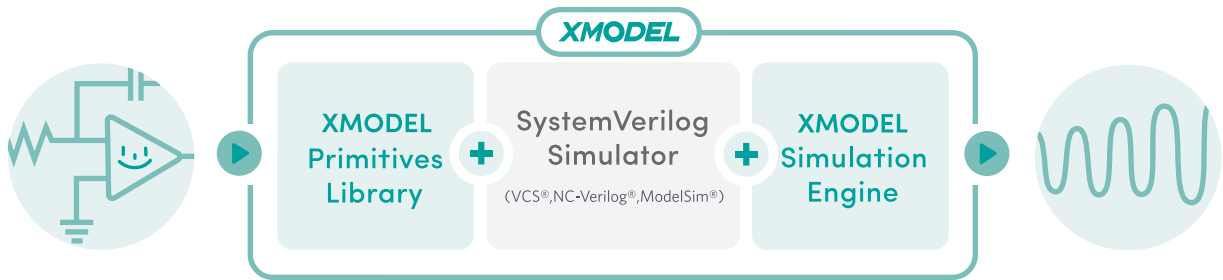 XMODEL
XMODEL
Primitives
Library
SystemVerilog
Simulator
(VCS®,NC-Verilog®,ModelSim®)
XMODEL
Simulation
Engine